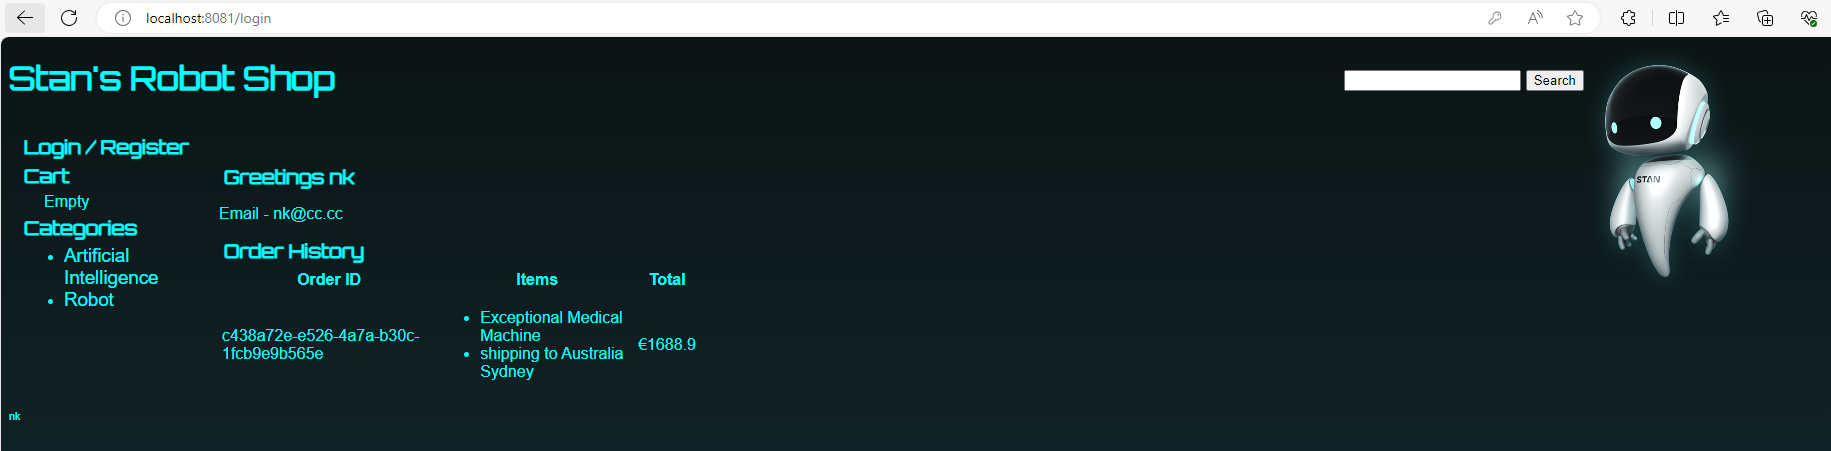 localhost:8081/login
Stan's Robot Shop
Search
STAN
Login / Register
Cart
Empty
Categories
Artificial
Intelligence
Robot
Greetings nk
Email - nk@cc.cc
Order History
Order ID Items Total
c438a72e-e526-4a7a-b30c-
1fcb9e9b565e
Exceptional Medical
Machine
shipping to Australia
Sydney
€1688.9
nk